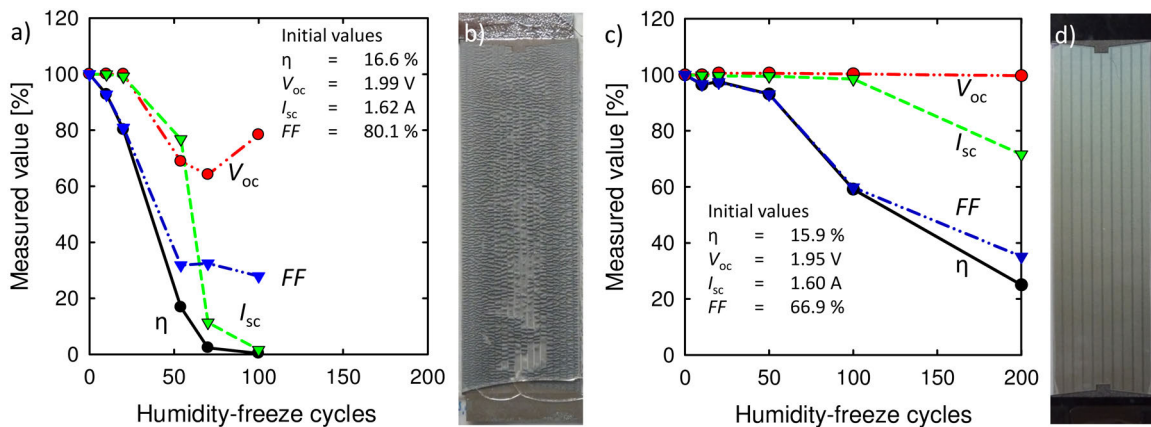 a)
Initial values
η = 16.6 %
Voc = 1.99 V
Isc = 1.62 A
FF = 80.1 %
Measured value [%]
120
100
80
60
40
20
0
Voc
FF
η
Isc
0 50 100 150 200
Humidity-freeze cycles
b)
c)
Measured value [%]
120
100
80
60
40
20
0
Voc
Isc
FF
η
Initial values
η = 15.9 %
Voc = 1.95 V
Isc = 1.60 A
FF = 66.9 %
0 50 100 150 200
Humidity-freeze cycles
d)